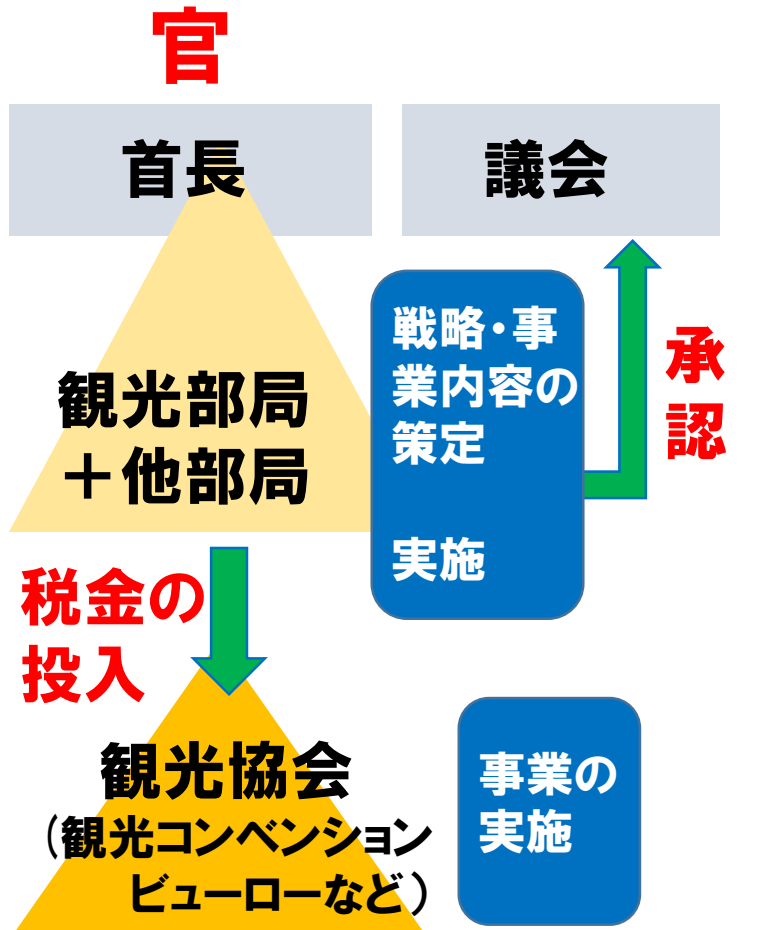 官
首長
議会
戦略・事
業内容の
策定
実施
承
認
観光部局
＋他部局
税金の
投入
観光協会
(観光コンベンション
ビューローなど)
事業の
実施